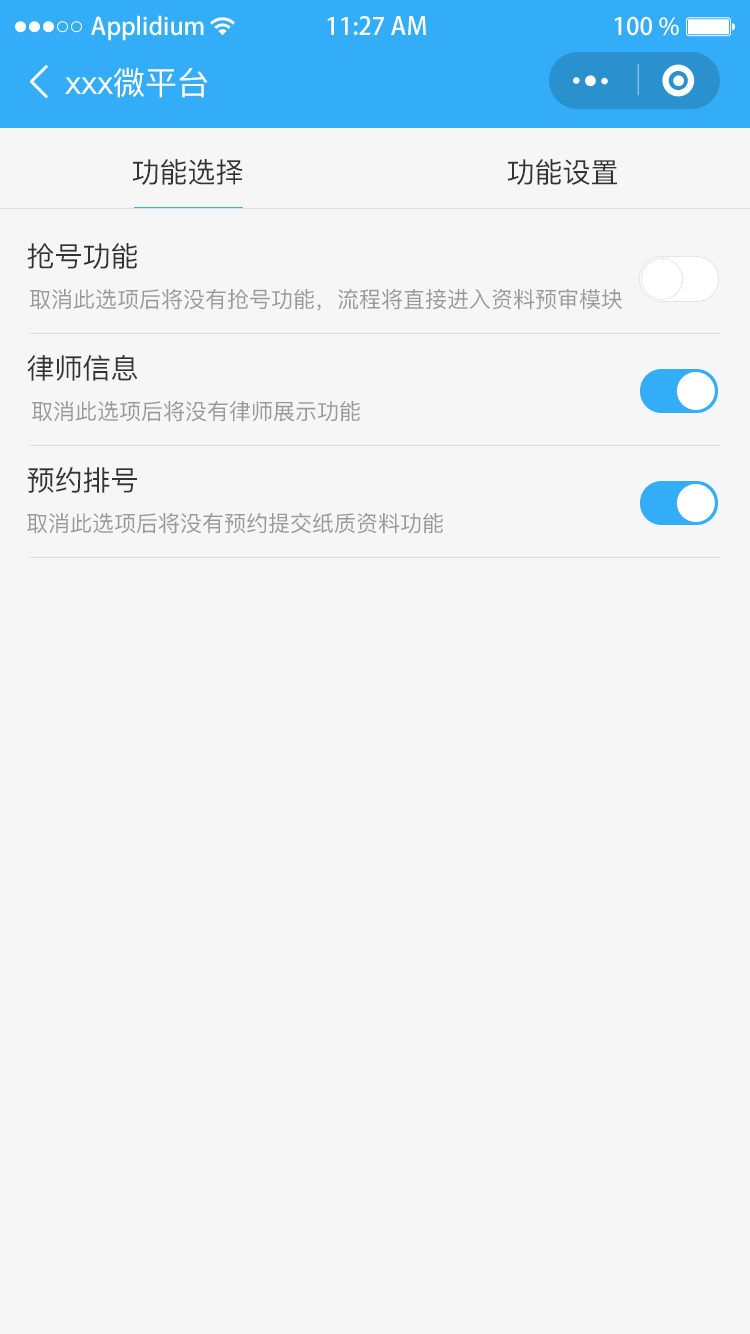 Applidium 11:27 AM 100 %
xxx微平台
功能选择 功能设置
抢号功能
取消此选项后将没有抢号功能，流程将直接进入资料预审模块
律师信息
取消此选项后将没有律师展示功能
预约排号
取消此选项后将没有预约提交纸质资料功能